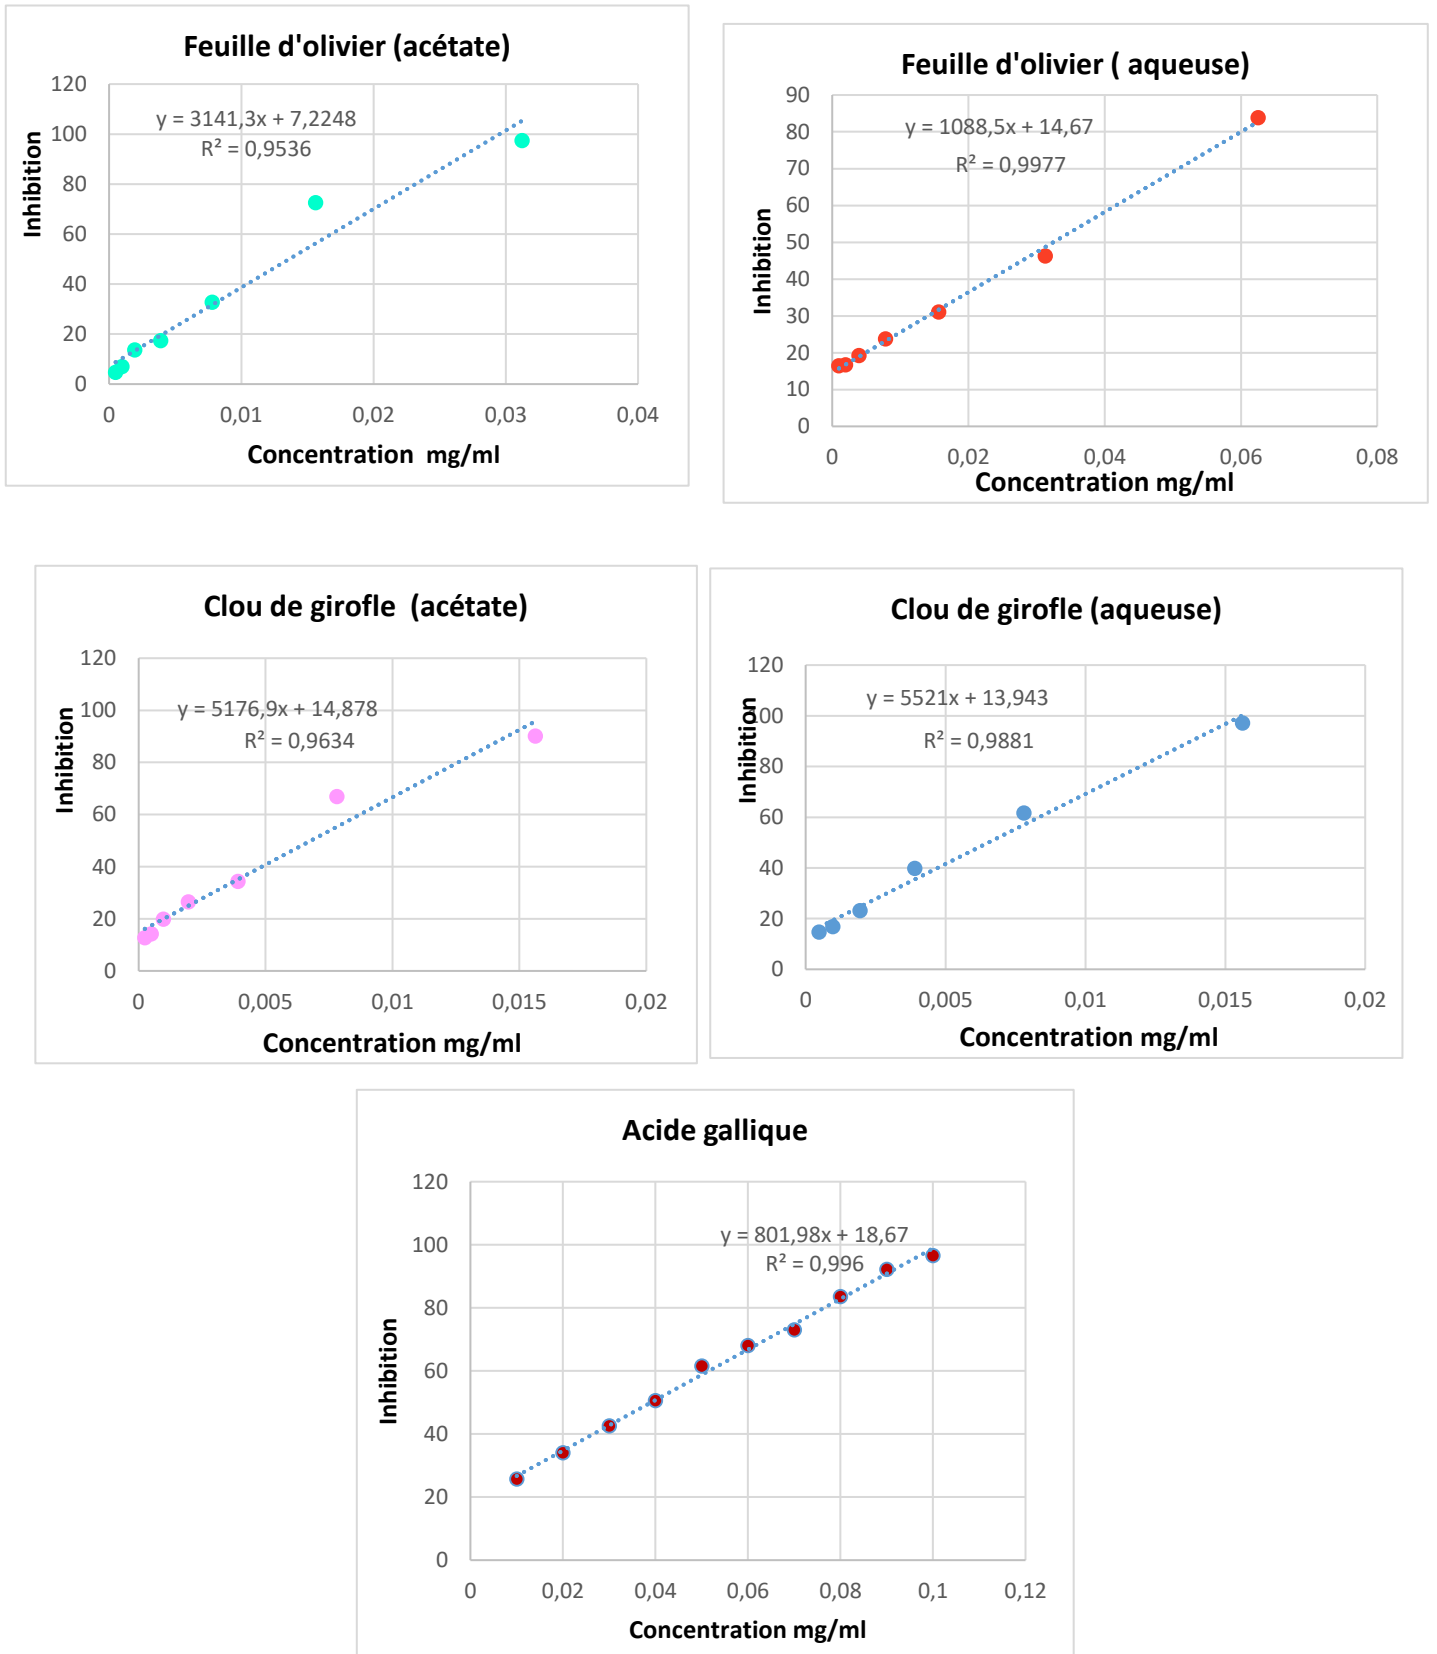 Feuille d'olivier (acétate)
120
100
80
60
40
20
0
Inhibition
y = 3141,3x + 7,2248
R² = 0,9536
0 0,01 0,02 0,03 0,04
Concentration mg/ml
Feuille d'olivier ( aqueuse)
90
80
70
60
50
40
30
20
10
0
Inhibition
y = 1088,5x + 14,67
R² = 0,9977
0 0,02 0,04 0,06 0,08
Concentration mg/ml
Clou de girofle (acétate)
120
100
80
60
40
20
0
Inhibition
y = 5176,9x + 14,878
R² = 0,9634
0 0,005 0,01 0,015 0,02
Concentration mg/ml
Clou de girofle (aqueuse)
120
100
80
60
40
20
0
Inhibition
y = 5521x + 13,943
R² = 0,9881
0 0,005 0,01 0,015 0,02
Concentration mg/ml
Acide gallique
120
100
80
60
40
20
0
Inhibition
y = 801,98x + 18,67
R² = 0,996
0 0,02 0,04 0,06 0,08 0,1 0,12
Concentration mg/ml